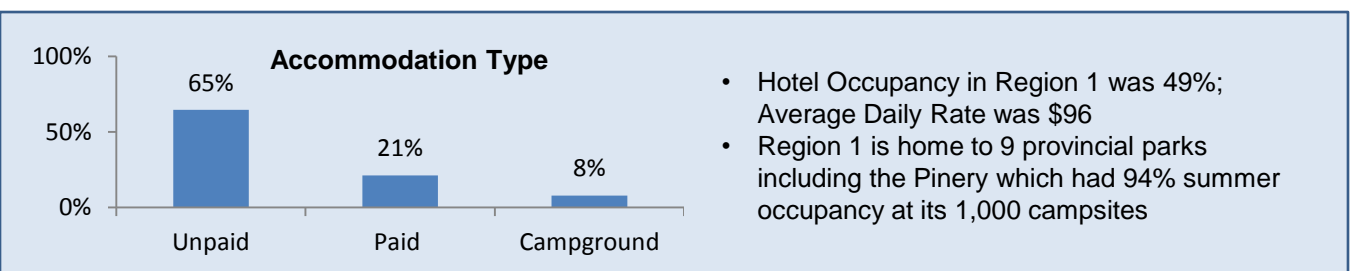 Accommodation Type
100%
50%
0%
65%
21%
8%
Unpaid Paid Campground
• Hotel Occupancy in Region 1 was 49%;
Average Daily Rate was $96
• Region 1 is home to 9 provincial parks
including the Pinery which had 94% summer
occupancy at its 1,000 campsites